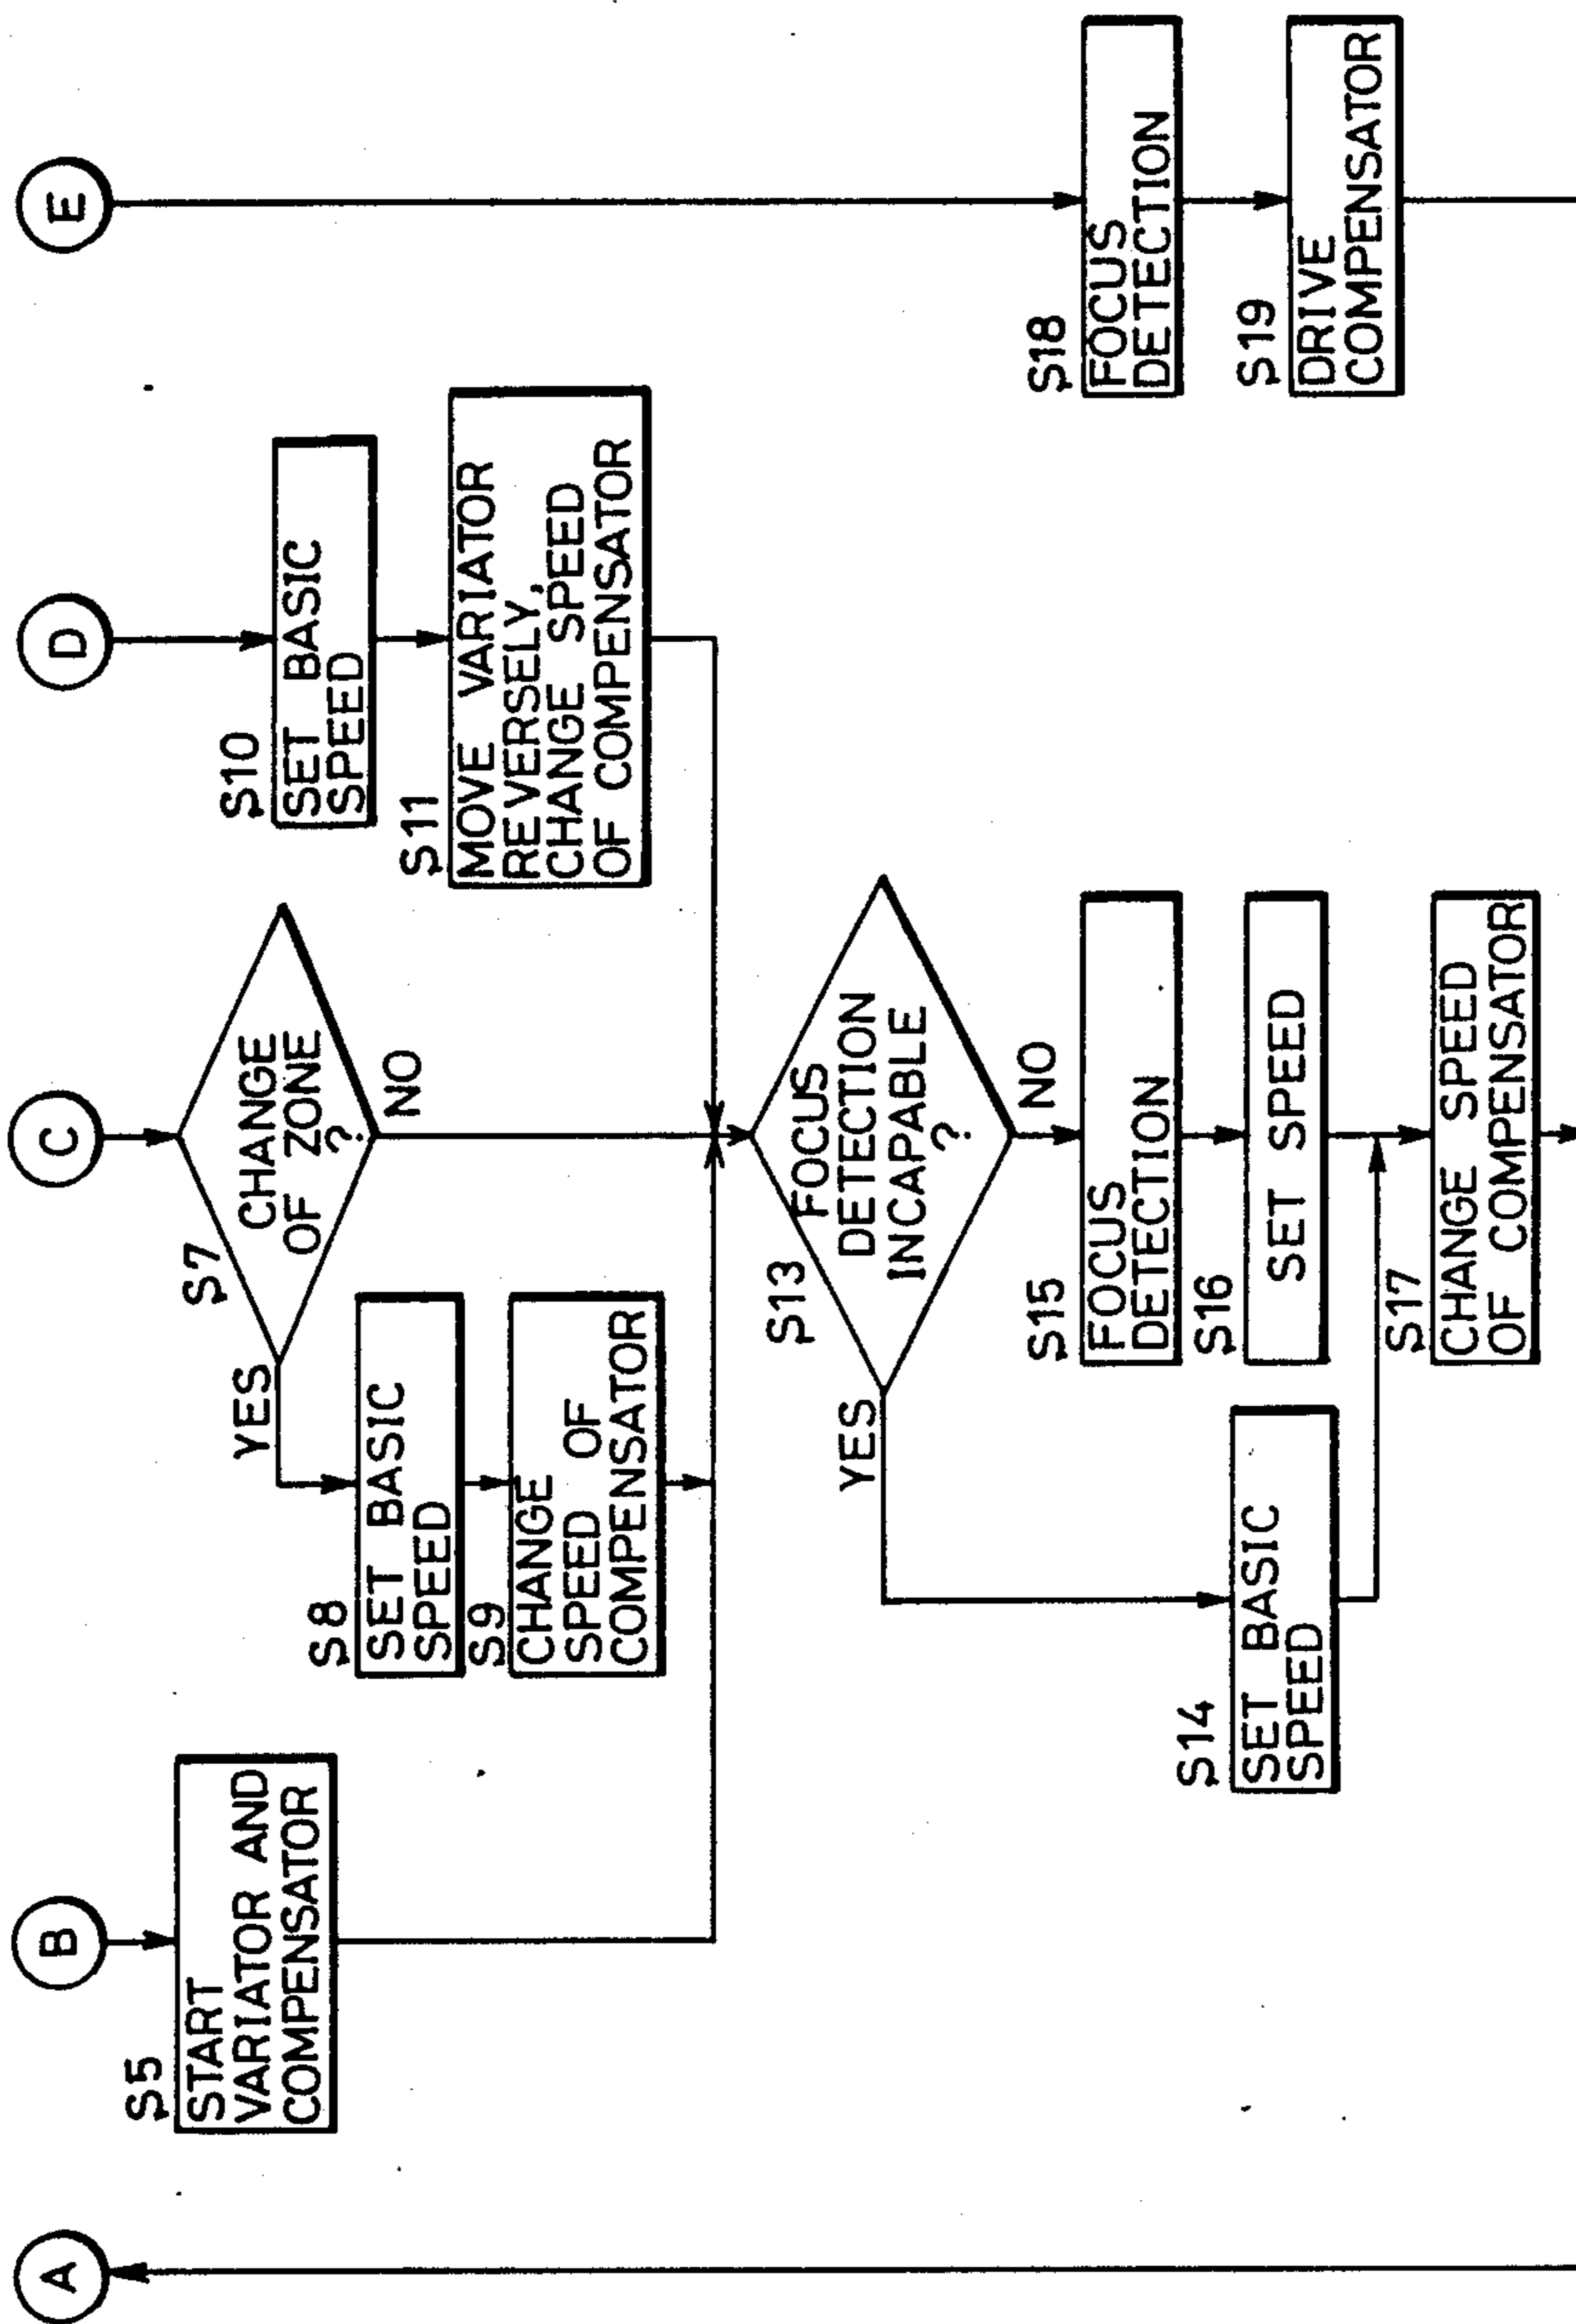 A
B
S5
START
VARIATOR AND
COMPENSATOR
C
S7
CHANGE
OF ZONE
?
YES
NO
S8
SET BASIC
SPEED
S9
CHANGE
SPEED OF
COMPENSATOR
D
S10
SET BASIC
SPEED
S11
MOVE VARIATOR
REVERSELY,
CHANGE SPEED
OF COMPENSATOR
S13
FOCUS
DETECTION
INCAPABLE
?
YES
NO
S14
SET BASIC
SPEED
S15
FOCUS
DETECTION
S16
SET SPEED
S17
CHANGE SPEED
OF COMPENSATOR
E
S18
FOCUS
DETECTION
S19
DRIVE
COMPENSATOR